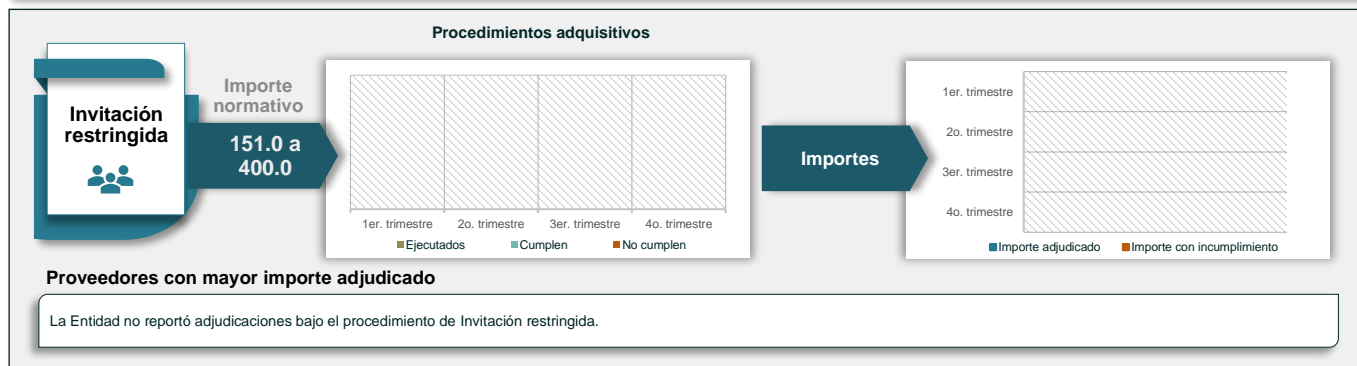 Procedimientos adquisitivos
Invitación
restringida
Importe
normativo
151.0 a
400.0
1er. trimestre
2o. trimestre
3er. trimestre
4o. trimestre
Ejecutados
Cumplen
No cumplen
Importes
1er. trimestre
2o. trimestre
3er. trimestre
4o. trimestre
Importe adjudicado
Importe con incumplimiento
Proveedores con mayor importe adjudicado
La Entidad no reportó adjudicaciones bajo el procedimiento de Invitación restringida.